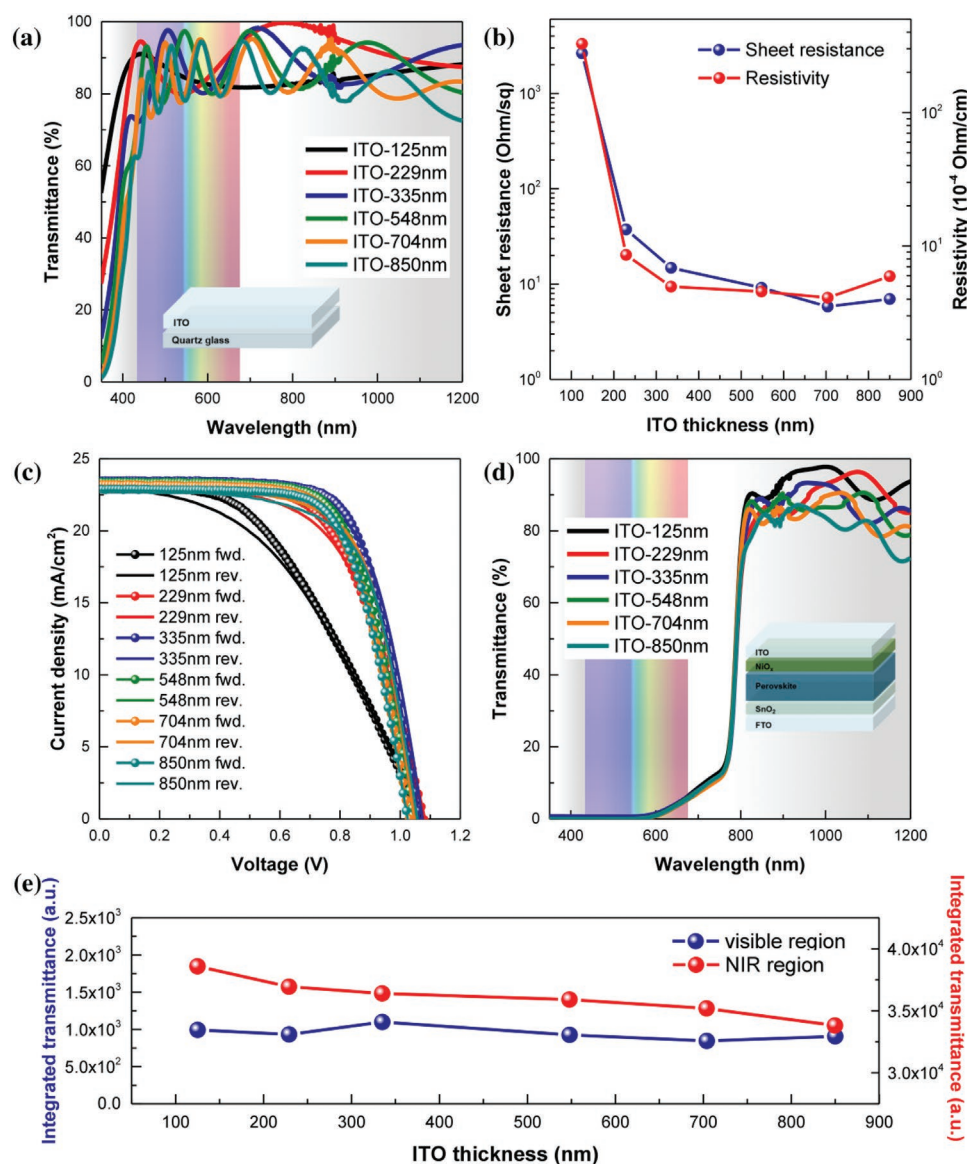 (a)
Transmittance (%)
100
80
60
40
20
0
ITO-125nm
ITO-229nm
ITO-335nm
ITO-548nm
ITO-704nm
ITO-850nm
ITO
Quartz glass
400 600 800 1000 1200
Wavelength (nm)
(b)
Sheet resistance (Ohm/sq)
10³
10²
10¹
10⁰
Sheet resistance
Resistivity
10²
10¹
10⁰
Resistivity (10⁻⁴ Ohm/cm)
100 200 300 400 500 600 700 800 900
ITO thickness (nm)
(c)
Current density (mA/cm²)
25
20
15
10
5
0
125nm fwd.
125nm rev.
229nm fwd.
229nm rev.
335nm fwd.
335nm rev.
548nm fwd.
548nm rev.
704nm fwd.
704nm rev.
850nm fwd.
850nm rev.
0.0 0.2 0.4 0.6 0.8 1.0 1.2
Voltage (V)
(d)
Transmittance (%)
100
80
60
40
20
0
ITO-125nm
ITO-229nm
ITO-335nm
ITO-548nm
ITO-704nm
ITO-850nm
ITO
NiOₓ
Perovskite
SnO₂
FTO
400 600 800 1000 1200
Wavelength (nm)
(e)
Integrated transmittance (a.u.)
2.5x10³
2.0x10³
1.5x10³
1.0x10³
5.0x10²
0.0
visible region
NIR region
4.0x10⁴
3.5x10⁴
3.0x10⁴
Integrated transmittance
(a.u.)
100 200 300 400 500 600 700 800 900
ITO thickness (nm)